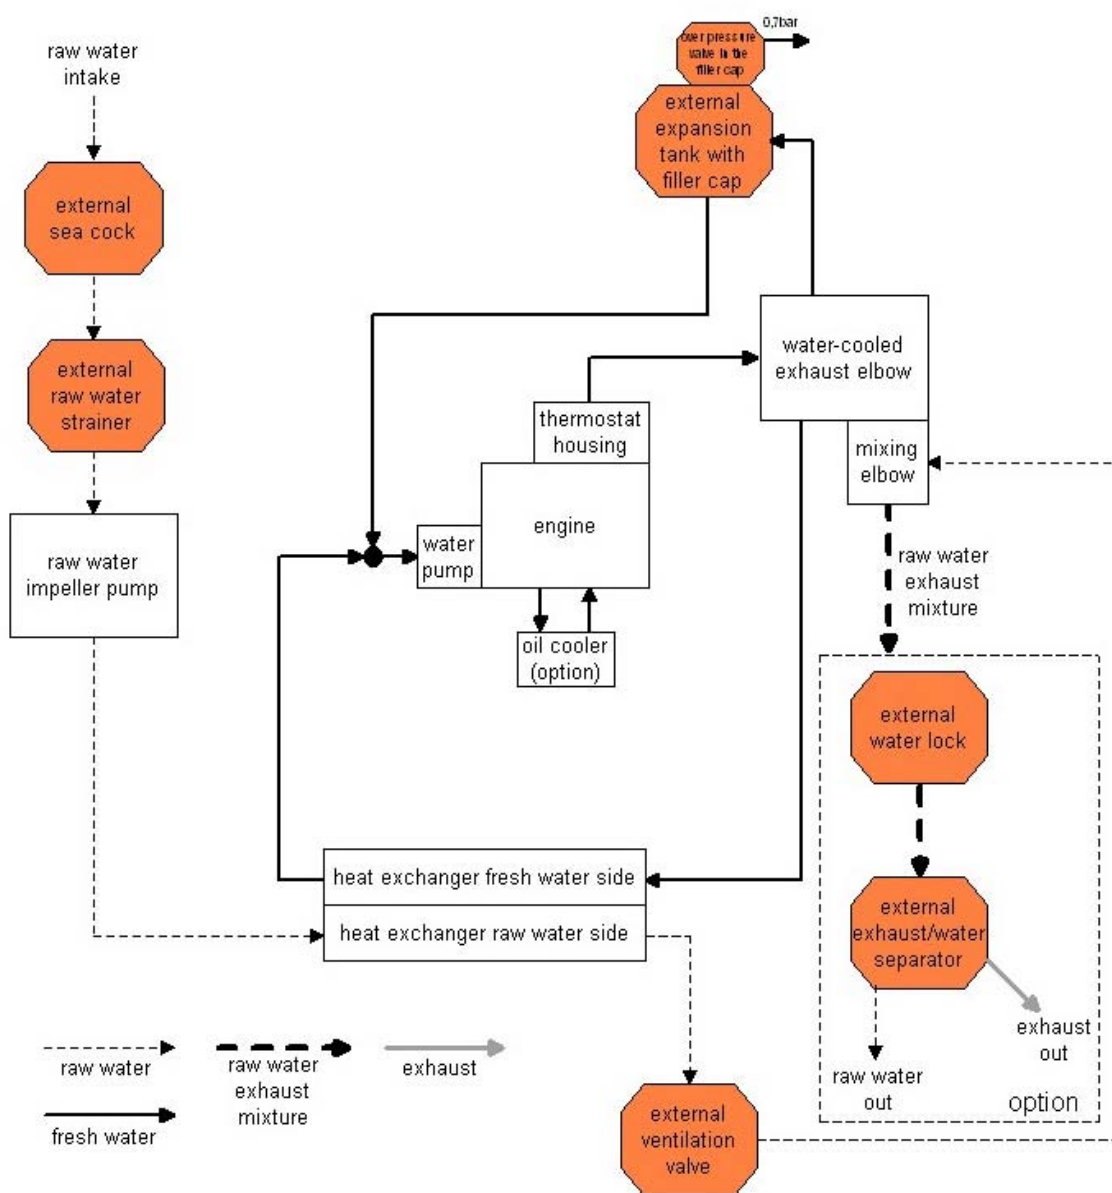 raw water
intake
external
sea cock
external
raw water
strainer
raw water
impeller pump
0,7bar
over pressure
valve in the
filler cap
external
expansion
tank with
filler cap
water-cooled
exhaust elbow
mixing
elbow
thermostat
housing
engine
water
pump
oil cooler
(option)
raw water
exhaust
mixture
external
water lock
external
exhaust/water
separator
exhaust
out
raw water
out
option
heat exchanger fresh water side
heat exchanger raw water side
external
ventilation
valve
raw water
fresh water
raw water
exhaust
mixture
exhaust